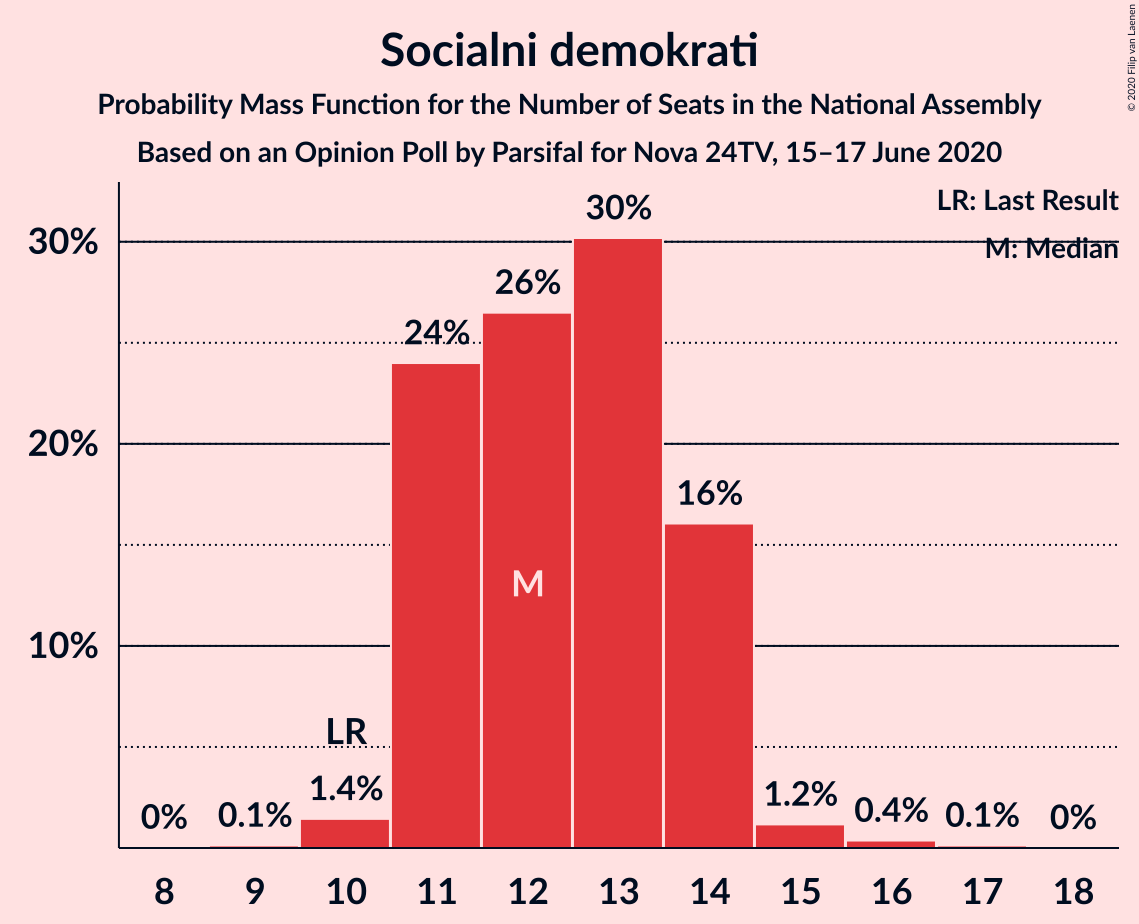 Socialni demokrati
Probability Mass Function for the Number of Seats in the National Assembly
Based on an Opinion Poll by Parsifal for Nova 24TV, 15–17 June 2020
© 2020 Filip van Laenen
LR: Last Result
M: Median
30%
20%
10%
0%
0.1%
LR
1.4%
24%
26%
M
30%
16%
1.2%
0.4%
0.1%
0%
8 9 10 11 12 13 14 15 16 17 18